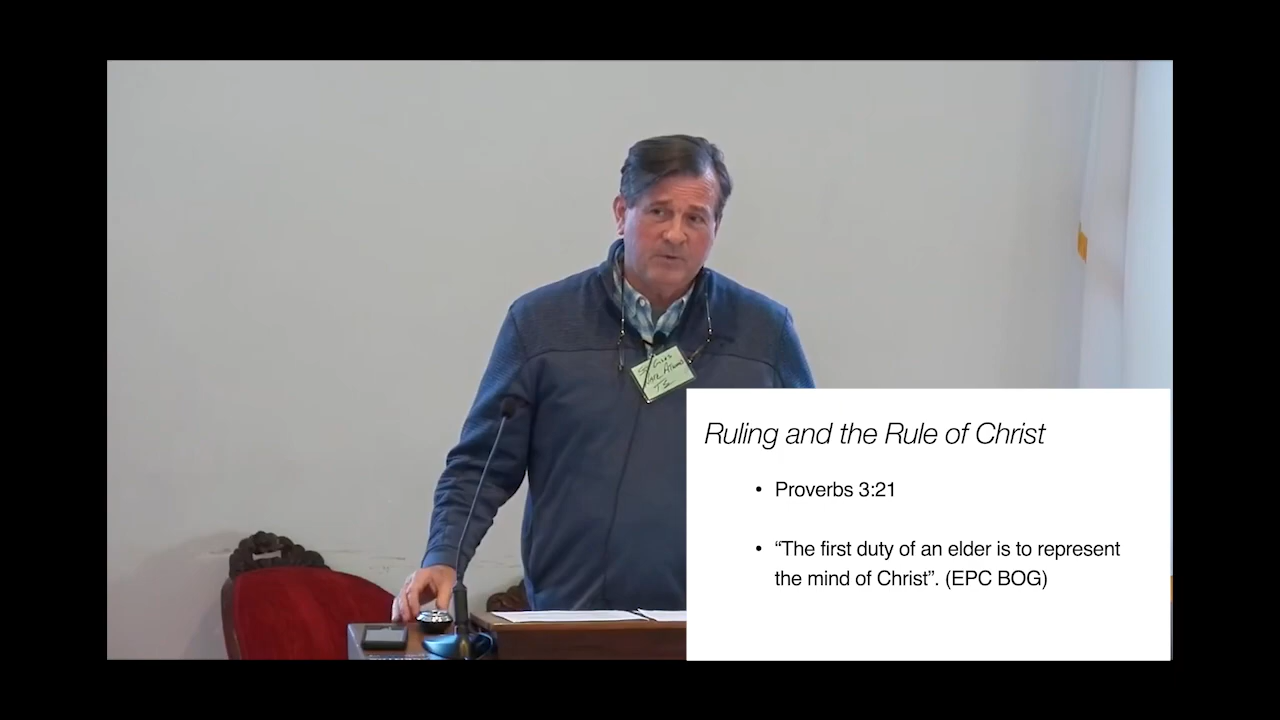 Ruling and the Rule of Christ
• Proverbs 3:21
• “The first duty of an elder is to represent
the mind of Christ”. (EPC BOG)